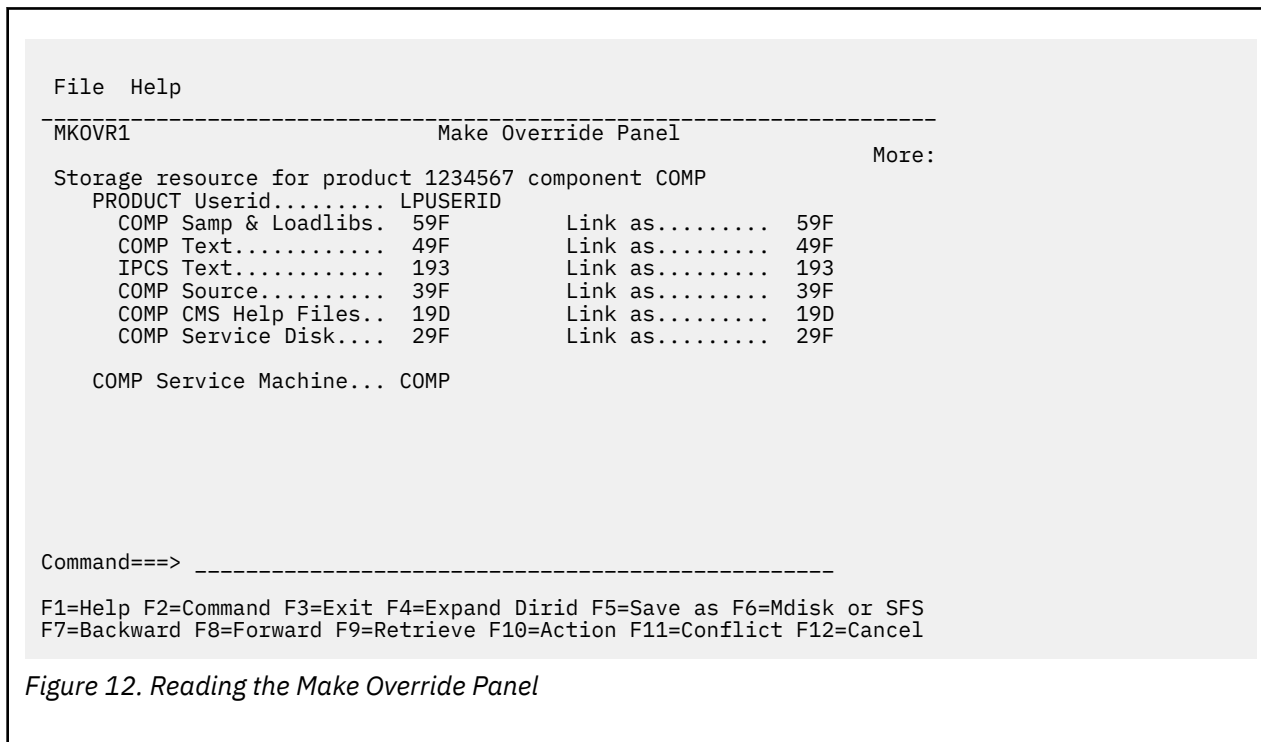 File Help
______________________________________________________________________
MKOVR1 Make Override Panel
More:
Storage resource for product 1234567 component COMP
PRODUCT Userid......... LPUSERID
COMP Samp & Loadlibs. 59F Link as......... 59F
COMP Text............ 49F Link as......... 49F
IPCS Text............ 193 Link as......... 193
COMP Source.......... 39F Link as......... 39F
COMP CMS Help Files.. 19D Link as......... 19D
COMP Service Disk.... 29F Link as......... 29F
COMP Service Machine... COMP
Command===> __________________________________________________
F1=Help F2=Command F3=Exit F4=Expand Dirid F5=Save as F6=Mdisk or SFS
F7=Backward F8=Forward F9=Retrieve F10=Action F11=Conflict F12=Cancel
Figure 12. Reading the Make Override Panel